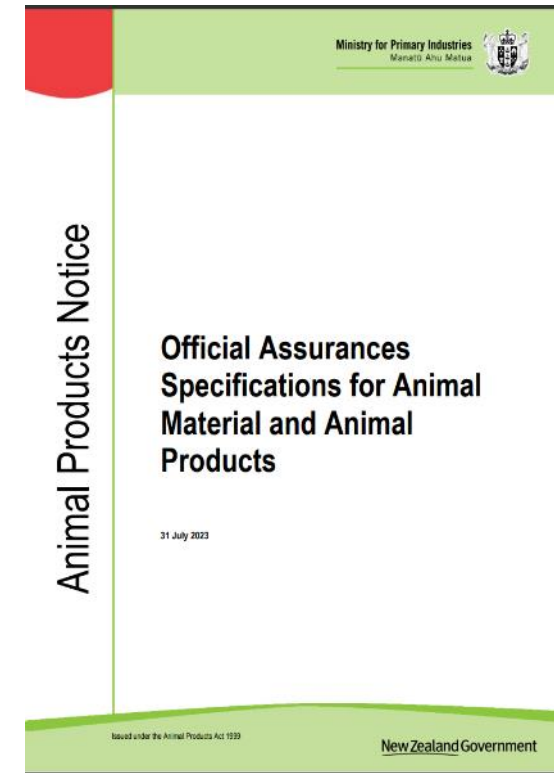 Ministry for Primary Industries
Manatū Ahu Matua
Animal Products Notice
Official Assurances
Specifications for Animal
Material and Animal
Products
31 July 2023
Issued under the Animal Products Act 1999
New Zealand Government